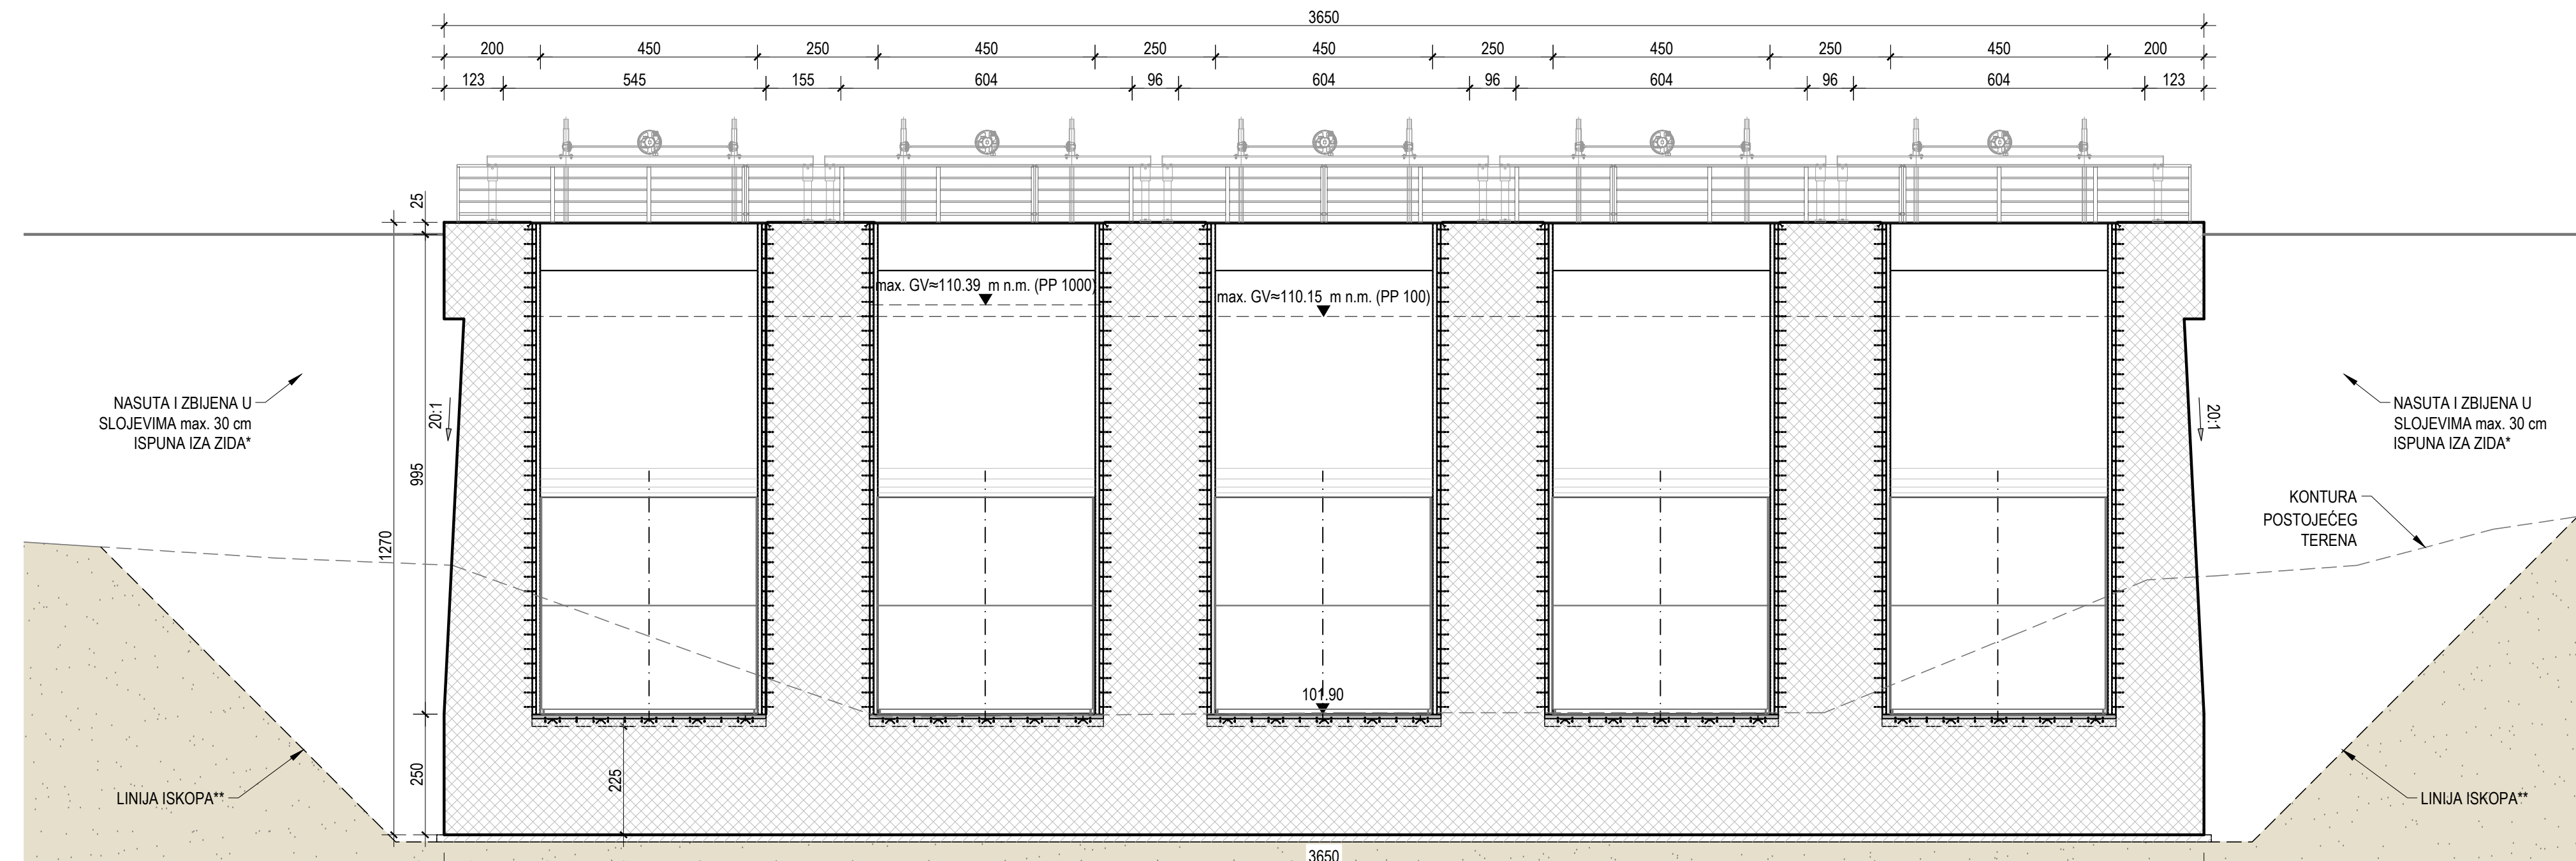 3650
200 450 250 450 250 450 250 450 250 450 200
123 545 155 604 96 604 96 604 96 604 123
25
max. GV≈110.39 m n.m. (PP 1000)
max. GV≈110.15 m n.m. (PP 100)
NASUTA I ZBIJENA U
SLOJEVIMA max. 30 cm
ISPUNA IZA ZIDA*
20:1
995
1270
20:1
NASUTA I ZBIJENA U
SLOJEVIMA max. 30 cm
ISPUNA IZA ZIDA*
KONTURA
POSTOJEĆEG
TERENA
101.90
250
225
LINIJA ISKOPA**
LINIJA ISKOPA**
3650